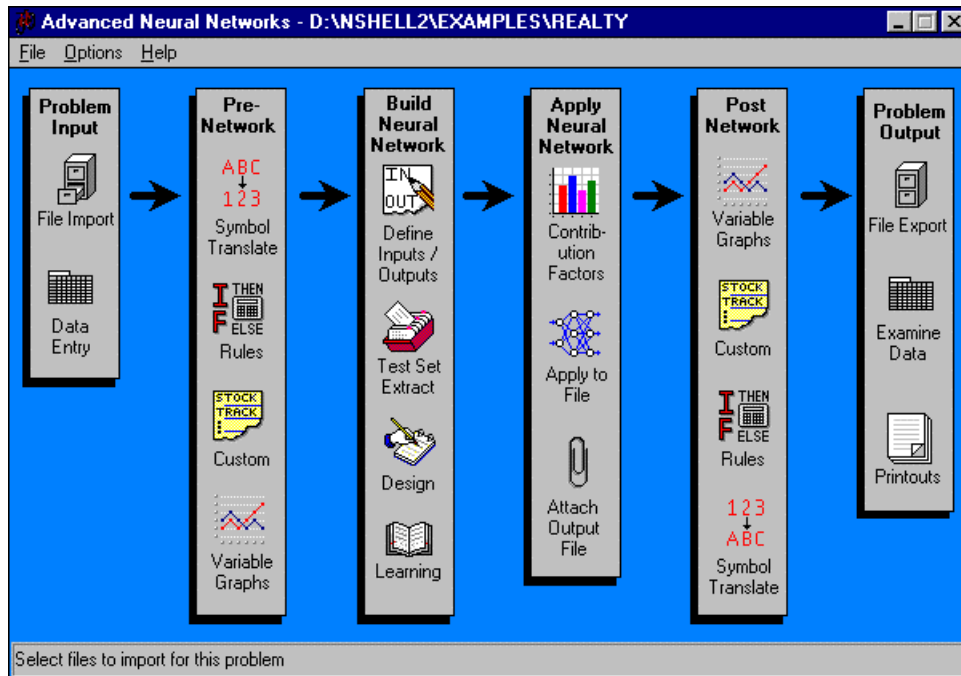 Advanced Neural Networks - D:\NSHELL2\EXAMPLES\REALTY
File Options Help
Problem
Input
File Import
Data
Entry
Pre-
Network
ABC
123
Symbol
Translate
IF THEN
ELSE
Rules
STOCK
TRACK
Custom
Variable
Graphs
Build
Neural
Network
IN
OUT
Define
Inputs /
Outputs
Test Set
Extract
Design
Learning
Apply
Neural
Network
Contrib-
ution
Factors
Apply to
File
Attach
Output
File
Post
Network
Variable
Graphs
STOCK
TRACK
Custom
IF THEN
ELSE
Rules
123
ABC
Symbol
Translate
Problem
Output
File Export
Examine
Data
Printouts
Select files to import for this problem